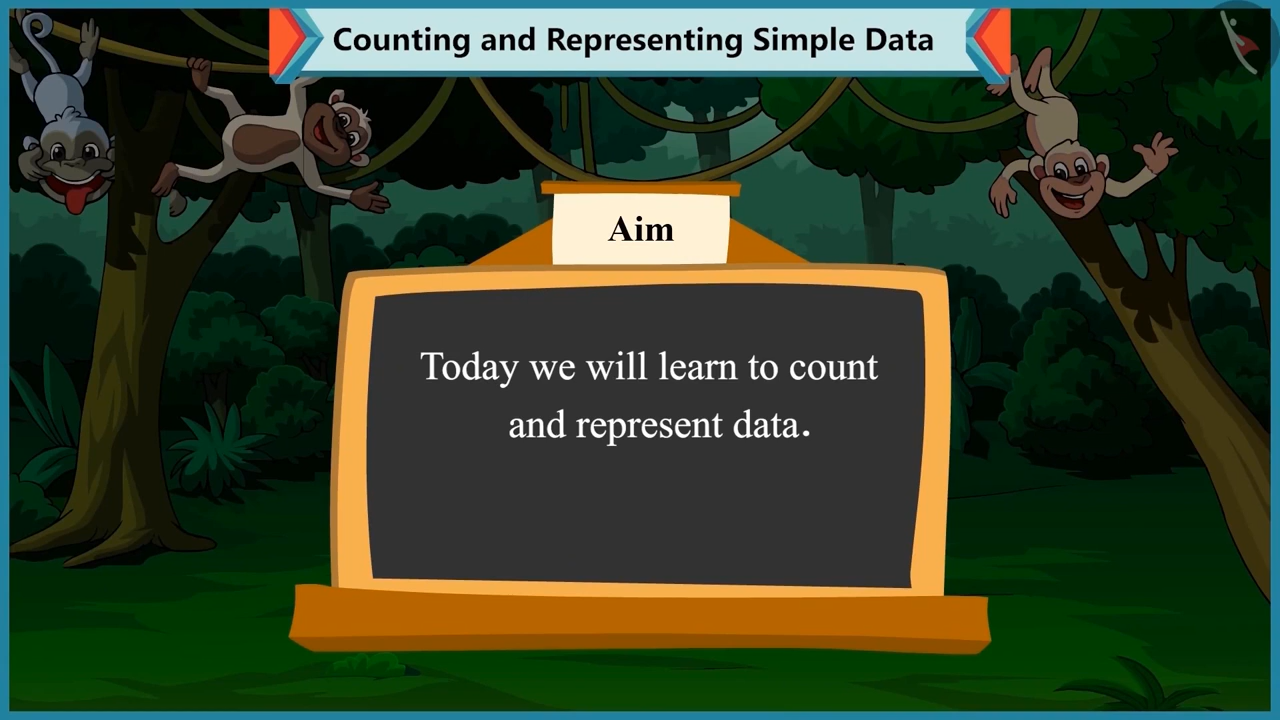 Counting and Representing Simple Data
Aim
Today we will learn to count
and represent data.